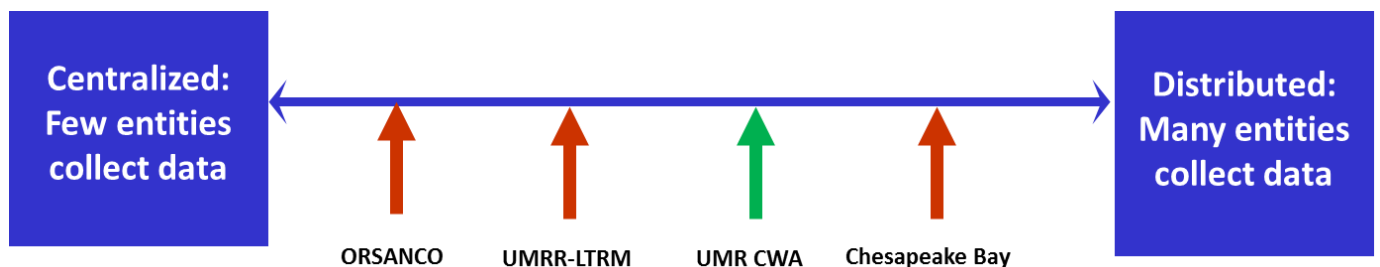 Centralized:
Few entities
collect data
Distributed:
Many entities
collect data
ORSANCO
UMRR-LTRM
UMR CWA
Chesapeake Bay